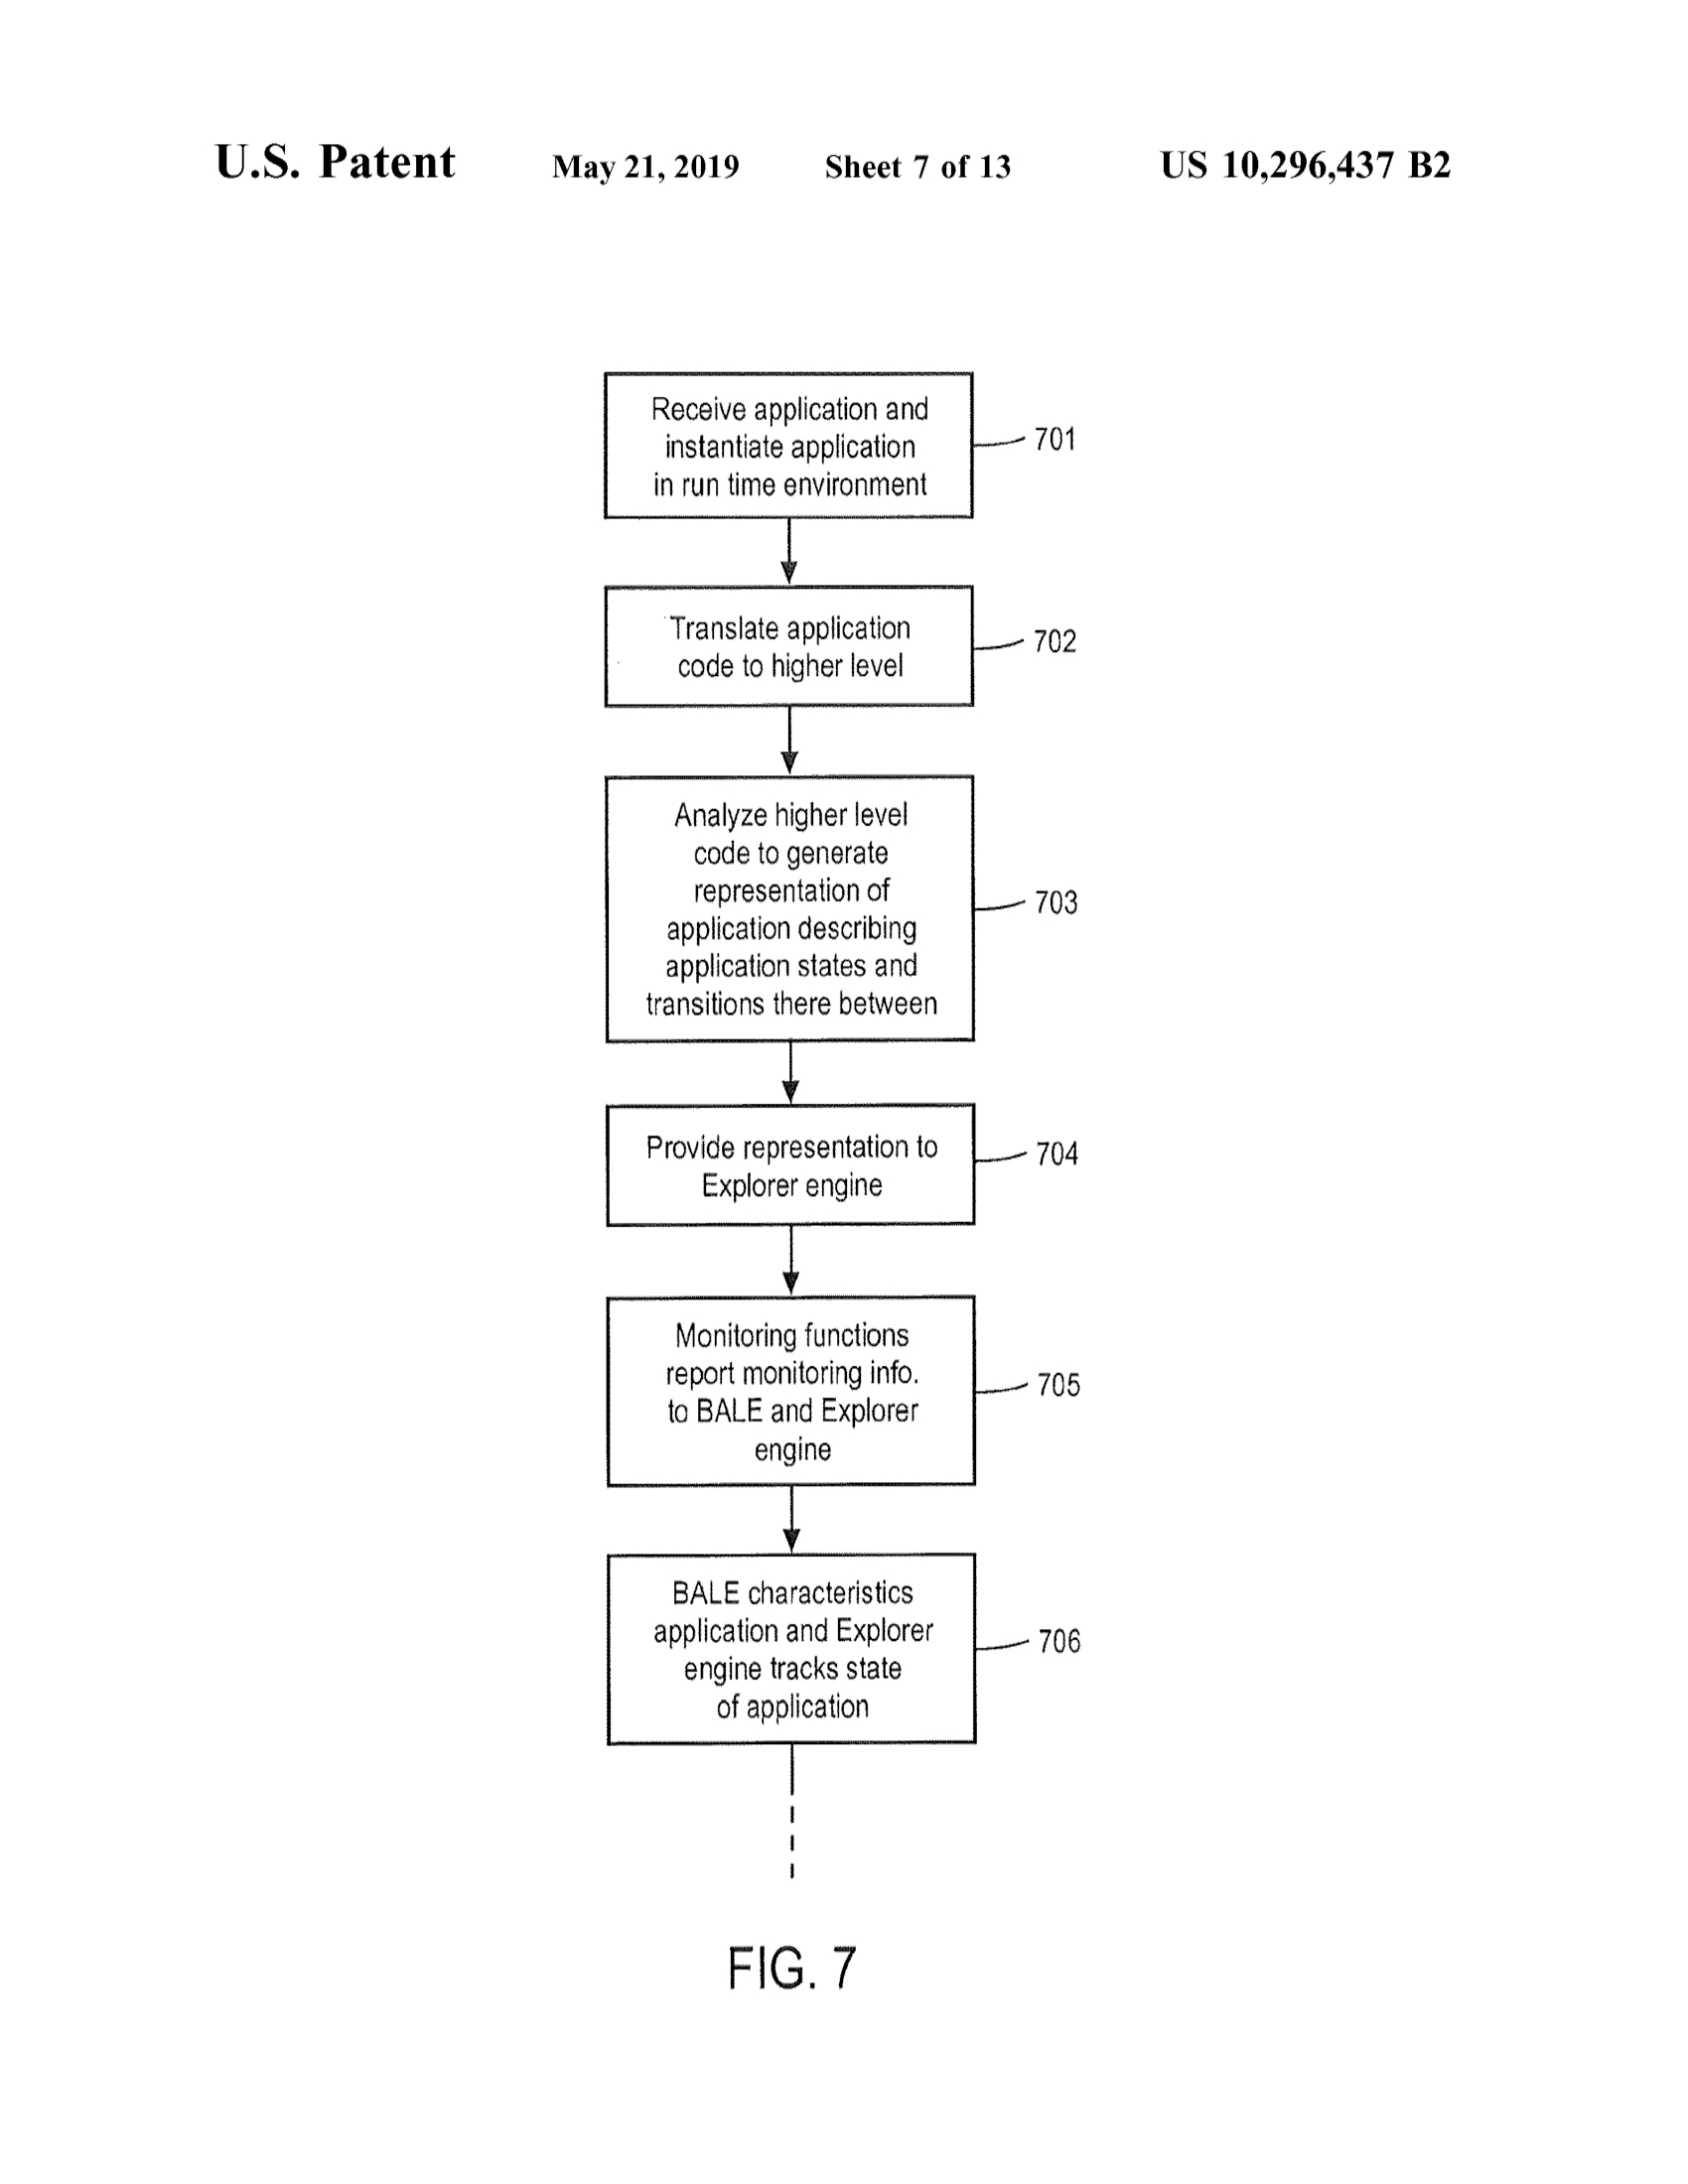 U.S. Patent May 21, 2019 Sheet 7 of 13 US 10,296,437 B2
Receive application and
instantiate application
in run time environment
701
Translate application
code to higher level
702
Analyze higher level
code to generate
representation of
application describing
application states and
transitions there between
703
Provide representation to
Explorer engine
704
Monitoring functions
report monitoring info.
to BALE and Explorer
engine
705
BALE characteristics
application and Explorer
engine tracks state
of application
706
FIG. 7